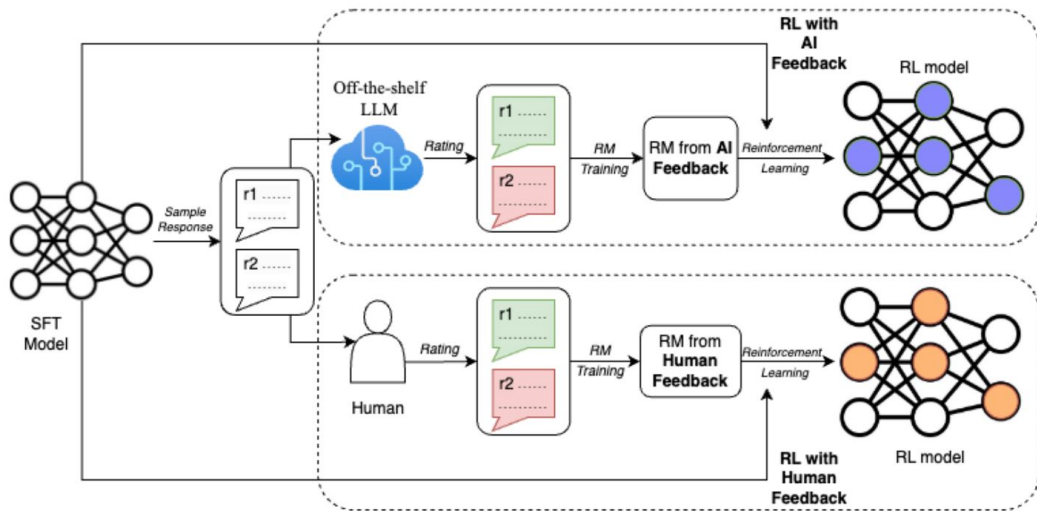 RL with
AI
Feedback
RL model
Off-the-shelf
LLM
r1 ......
............
Rating
r2 ......
............
RM
Training
RM from AI
Feedback
Reinforcement
Learning
Sample
Response
r1 ......
............
r2 ......
............
SFT
Model
Human
Rating
r1 ......
............
r2 ......
............
RM
Training
RM from
Human
Feedback
Reinforcement
Learning
RL with
Human
Feedback
RL model